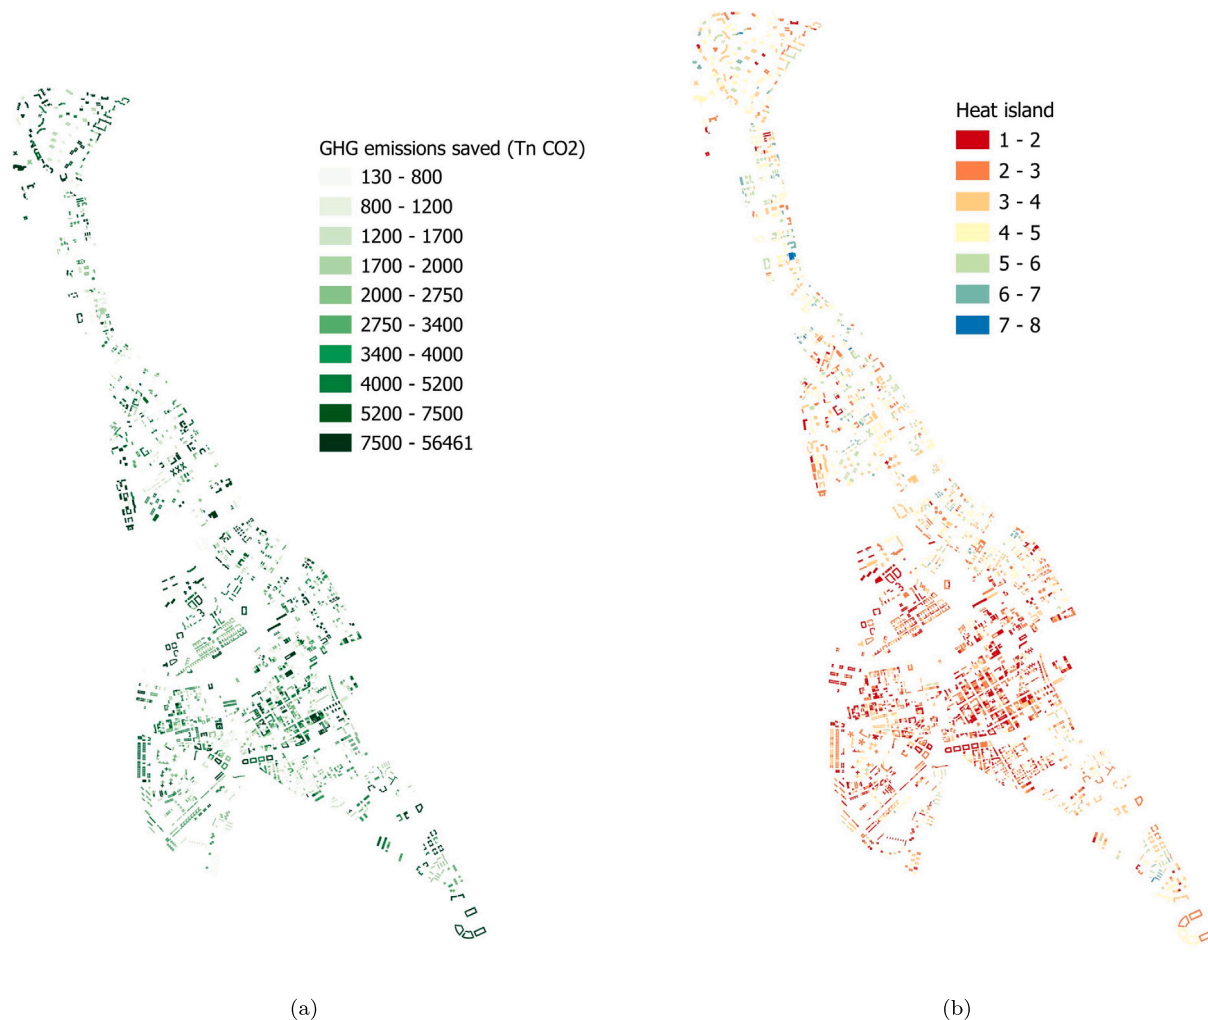 GHG emissions saved (Tn CO2)
130 - 800
800 - 1200
1200 - 1700
1700 - 2000
2000 - 2750
2750 - 3400
3400 - 4000
4000 - 5200
5200 - 7500
7500 - 56461
Heat island
1 - 2
2 - 3
3 - 4
4 - 5
5 - 6
6 - 7
7 - 8
(a)
(b)